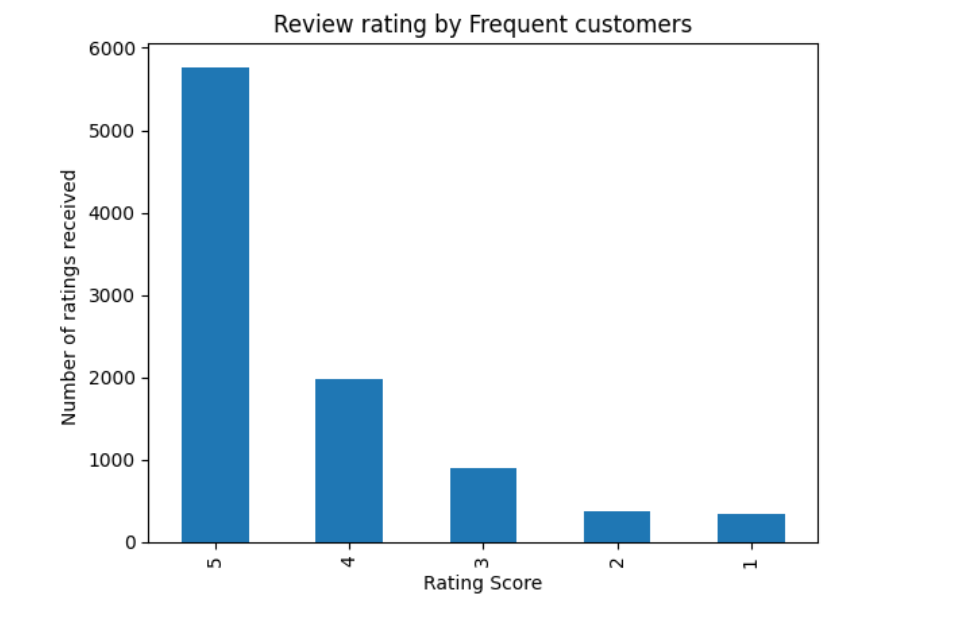 Review rating by Frequent customers
Number of ratings received
6000
5000
4000
3000
2000
1000
0
5 4 3 2 1
Rating Score